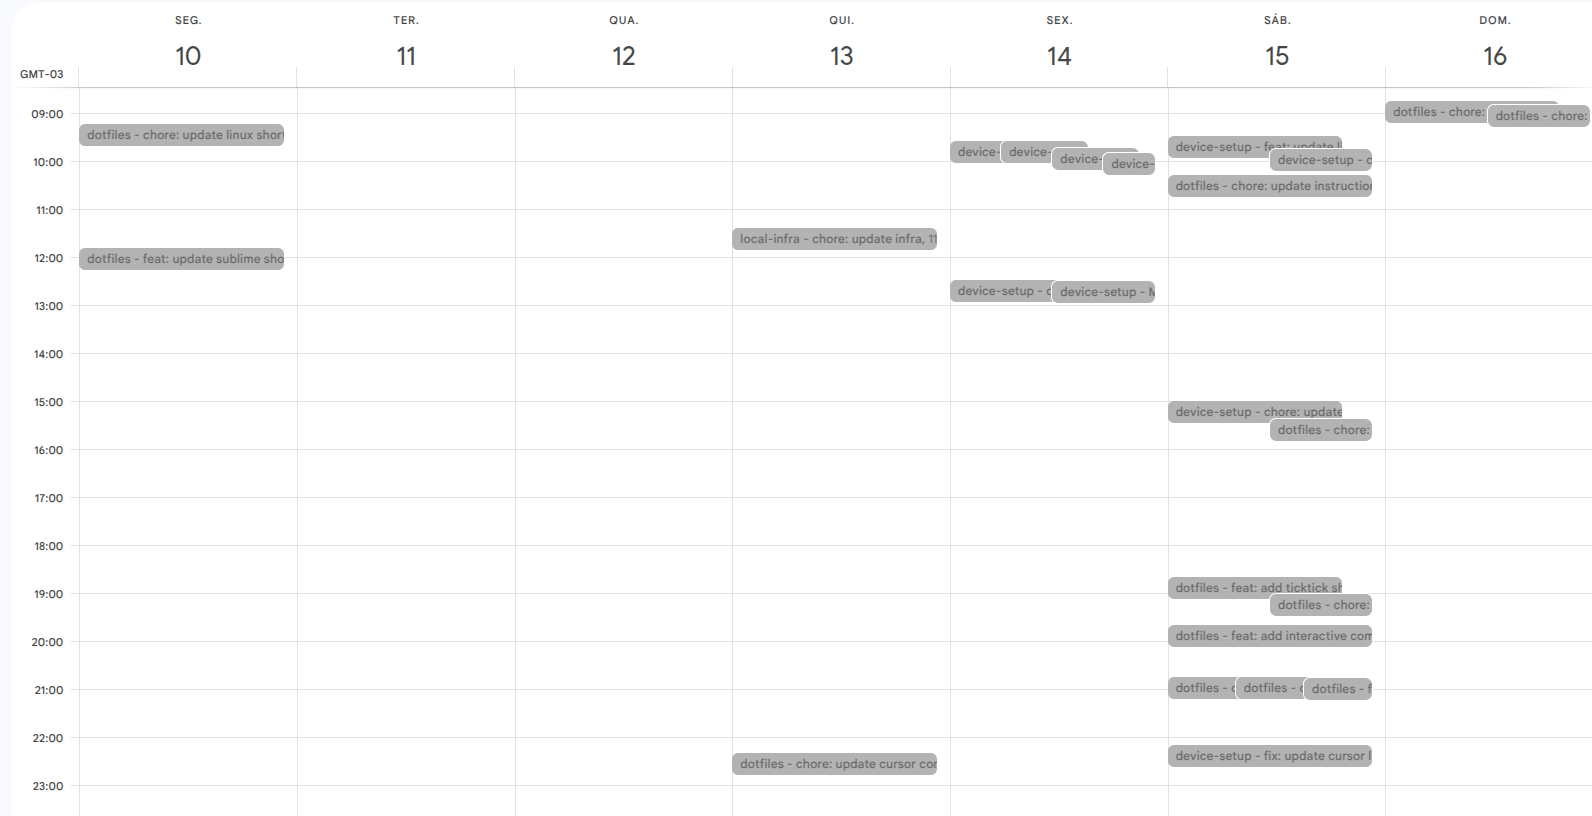 SEG. TER. QUA. QUI. SEX. SÁB. DOM.
10 11 12 13 14 15 16
GMT-03
09:00
10:00
11:00
12:00
13:00
14:00
15:00
16:00
17:00
18:00
19:00
20:00
21:00
22:00
23:00
dotfiles - chore: update linux
dotfiles - feat: update sublime
local-infra - chore: update infra, 11
dotfiles - chore: update cursor
device-
device-
device-
device-
device-setup -
device-setup -
device-setup - feat: update
device-setup -
dotfiles - chore: update
device-setup - chore: update
dotfiles - chore:
dotfiles - feat: add ticktick
dotfiles - chore:
dotfiles - feat: add interactive
dotfiles -
dotfiles -
dotfiles -
device-setup - fix: update cursor
dotfiles - chore:
dotfiles - chore: